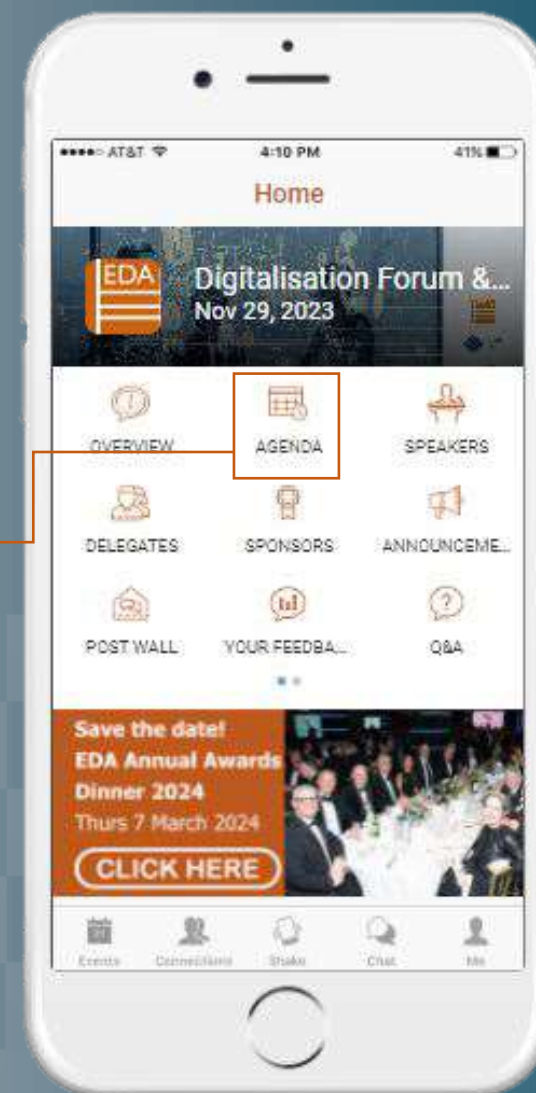 AT&T 4:10 PM 41%
Home
EDA
Digitalisation Forum &...
Nov 29, 2023
OVERVIEW AGENDA SPEAKERS
DELEGATES SPONSORS ANNOUNCEME...
POST WALL YOUR FEEDBA... Q&A
Save the date!
EDA Annual Awards
Dinner 2024
Thurs 7 March 2024
CLICK HERE
Events Connections Shake Chat Me